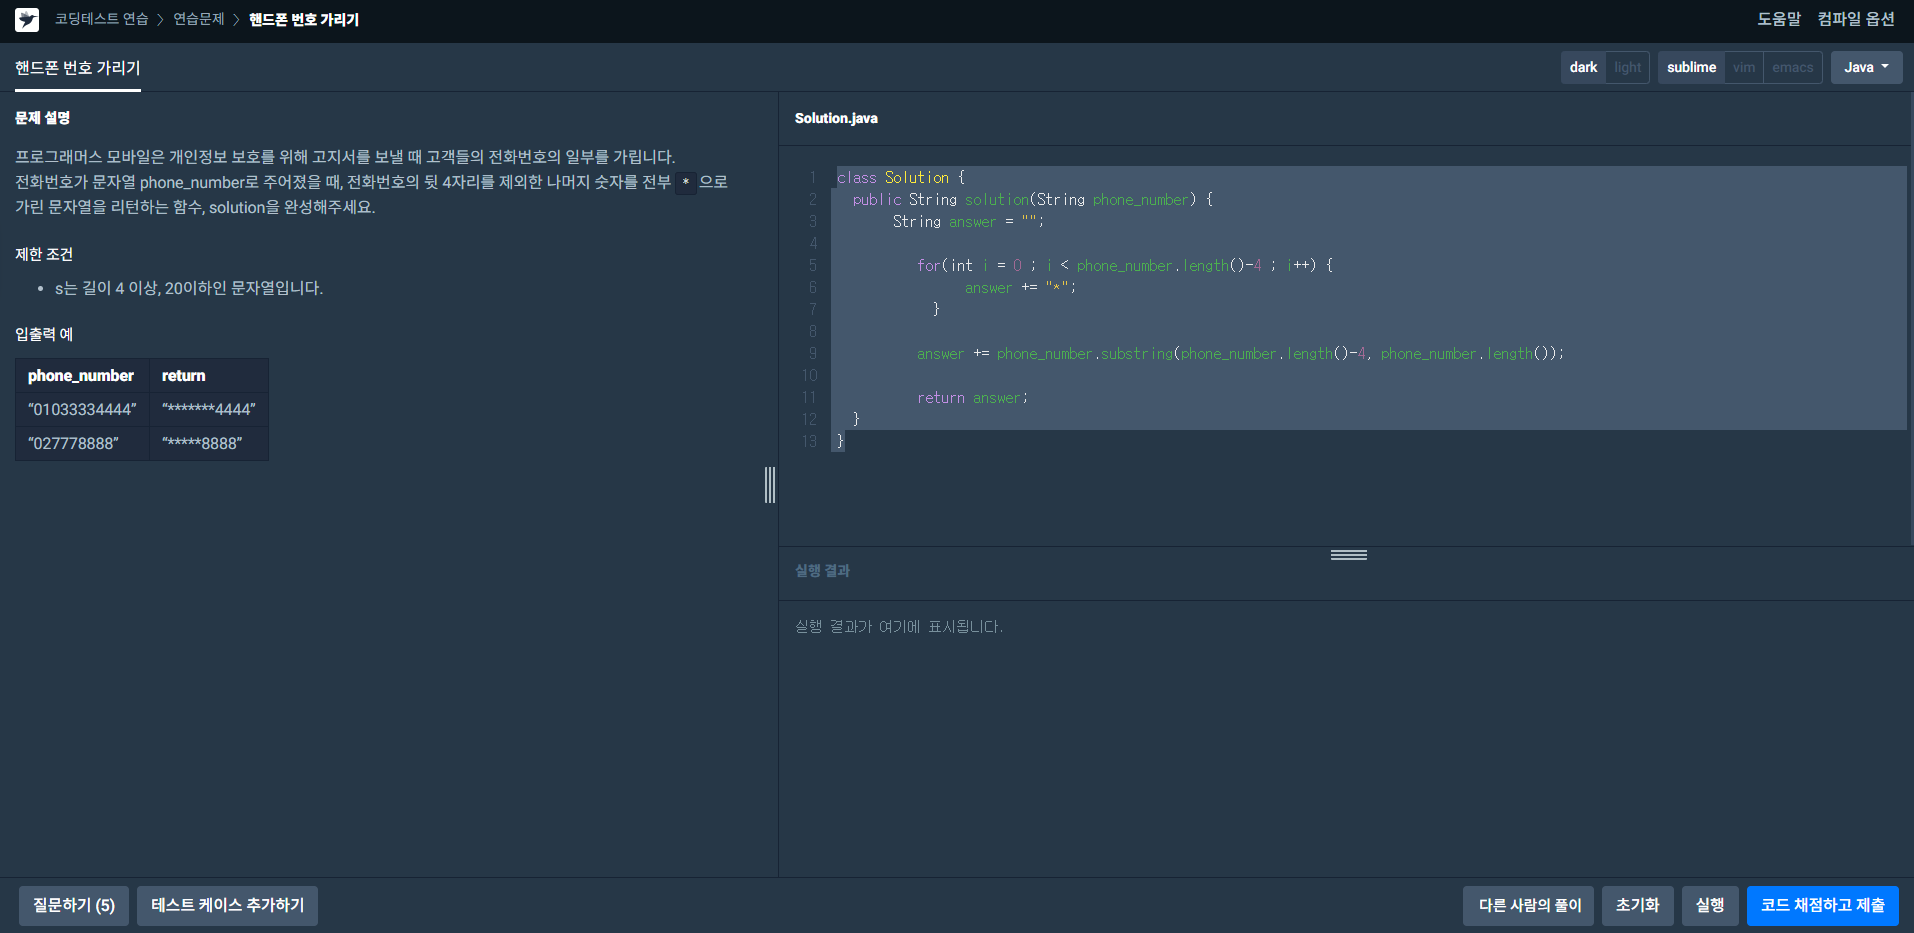 코딩테스트 연습 > 연습문제 > 핸드폰 번호 가리기
도움말 컴파일 옵션
핸드폰 번호 가리기
dark light sublime vim emacs Java
문제 설명
프로그래머스 모바일은 개인정보 보호를 위해 고지서를 보낼 때 고객들의 전화번호의 일부를 가립니다.
전화번호가 문자열 phone_number로 주어졌을 때, 전화번호의 뒷 4자리를 제외한 나머지 숫자를 전부 * 으로
가린 문자열을 리턴하는 함수, solution을 완성해주세요.
제한 조건
• s는 길이 4 이상, 20이하인 문자열입니다.
입출력 예
phone_number return
“01033334444” “*******4444”
“027778888” “*****8888”
Solution.java
1 class Solution {
2 public String solution(String phone_number) {
3 String answer = "";
4
5 for(int i = 0 ; i < phone_number.length()-4 ; i++) {
6 answer += "*";
7 }
8
9 answer += phone_number.substring(phone_number.length()-4, phone_number.length());
10
11 return answer;
12 }
13 }
실행 결과
실행 결과가 여기에 표시됩니다.
질문하기 (5) 테스트 케이스 추가하기
다른 사람의 풀이 초기화 실행 코드 채점하고 제출